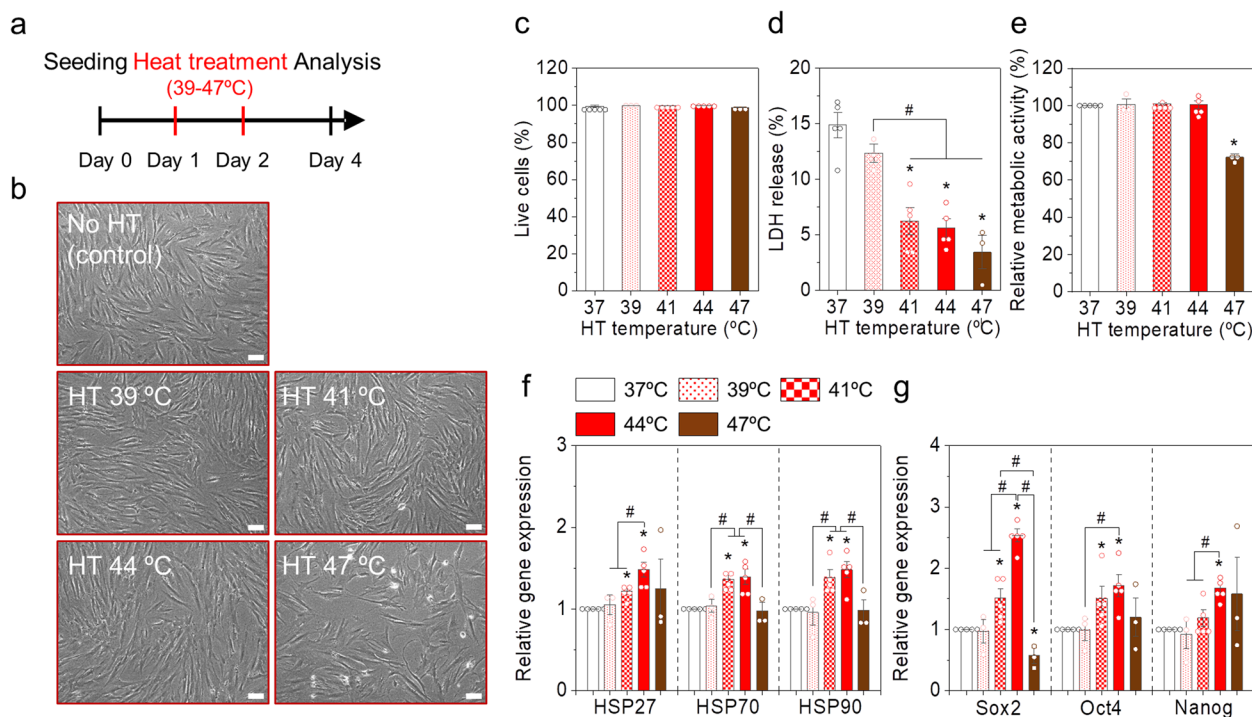 a
Seeding Heat treatment Analysis
(39-47ºC)
Day 0 Day 1 Day 2 Day 4
b
No HT
(control)
HT 39 ºC
HT 41 ºC
HT 44 ºC
HT 47 ºC
c
Live cells (%)
120
100
80
60
40
20
0
37 39 41 44 47
HT temperature (ºC)
d
LDH release (%)
20
15
10
5
0
#
* * *
37 39 41 44 47
HT temperature (ºC)
e
Relative metabolic activity (%)
120
100
80
60
40
20
0
*
37 39 41 44 47
HT temperature (ºC)
f
37ºC 39ºC 41ºC
44ºC 47ºC
Relative gene expression
3
2
1
0
# # # # #
* * * * * *
HSP27 HSP70 HSP90
g
Relative gene expression
4
3
2
1
0
#
# # # #
* * * * * *
Sox2 Oct4 Nanog